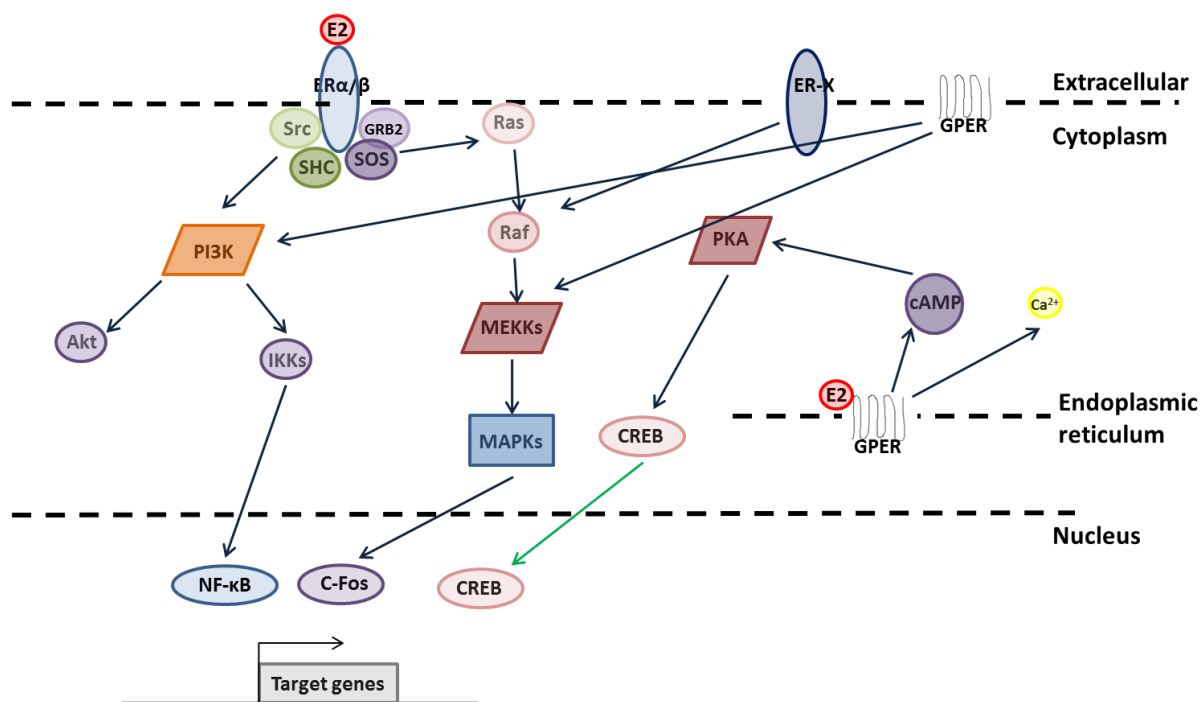 E2
ERα/β
ER-X
Extracellular
GPER
Cytoplasm
Src
GRB2
Ras
SHC
SOS
PI3K
Raf
PKA
Akt
IKKs
MEKKs
cAMP
Ca²⁺
E2
GPER
Endoplasmic
reticulum
MAPKs
CREB
Nucleus
NF-κB
C-Fos
CREB
Target genes